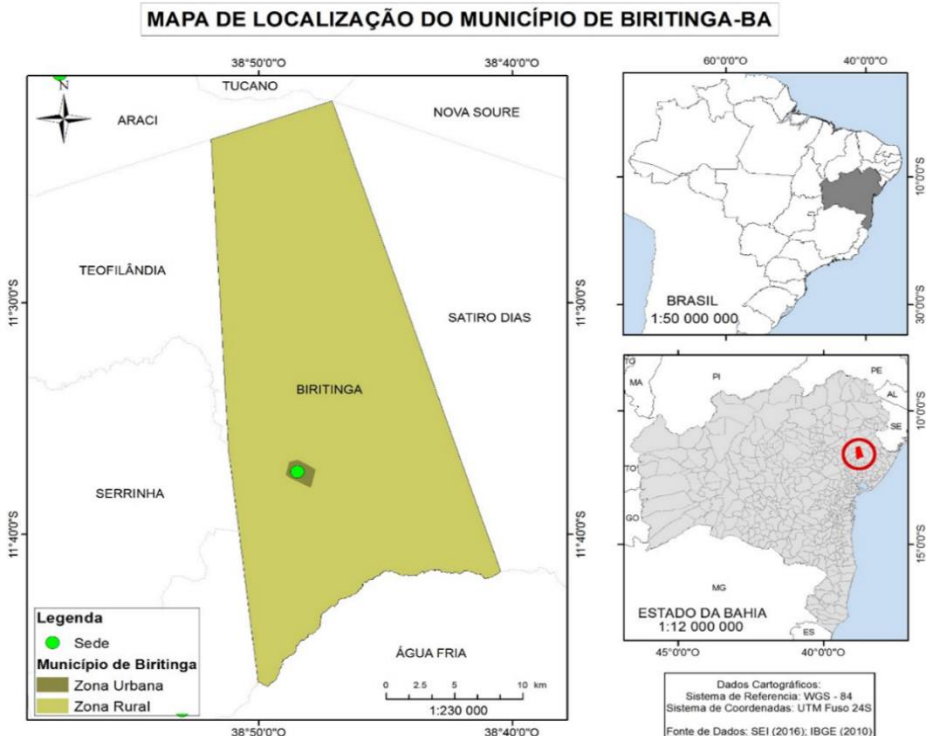 MAPA DE LOCALIZAÇÃO DO MUNICÍPIO DE BIRITINGA-BA
38°50'0"O
38°40'0"O
N
TUCANO
ARACI
NOVA SOURE
TEOFILÂNDIA
11°30'0"S
11°30'0"S
SATIRO DIAS
BIRITINGA
SERRINHA
11°40'0"S
11°40'0"S
ÁGUA FRIA
Legenda
Sede
Município de Biritinga
Zona Urbana
Zona Rural
0 2.5 5 10 km
1:230 000
38°50'0"O
38°40'0"O
60°0'0"O
40°0'0"O
10°0'0"S
30°0'0"S
BRASIL
1:50 000 000
TO
MA
PI
PE
AL
SE
TO
GO
MG
ES
10°0'0"S
15°0'0"S
ESTADO DA BAHIA
1:12 000 000
45°0'0"O
40°0'0"O
Dados Cartográficos:
Sistema de Referencia: WGS - 84
Sistema de Coordenadas: UTM Fuso 24S
Fonte de Dados: SEI (2016); IBGE (2010)